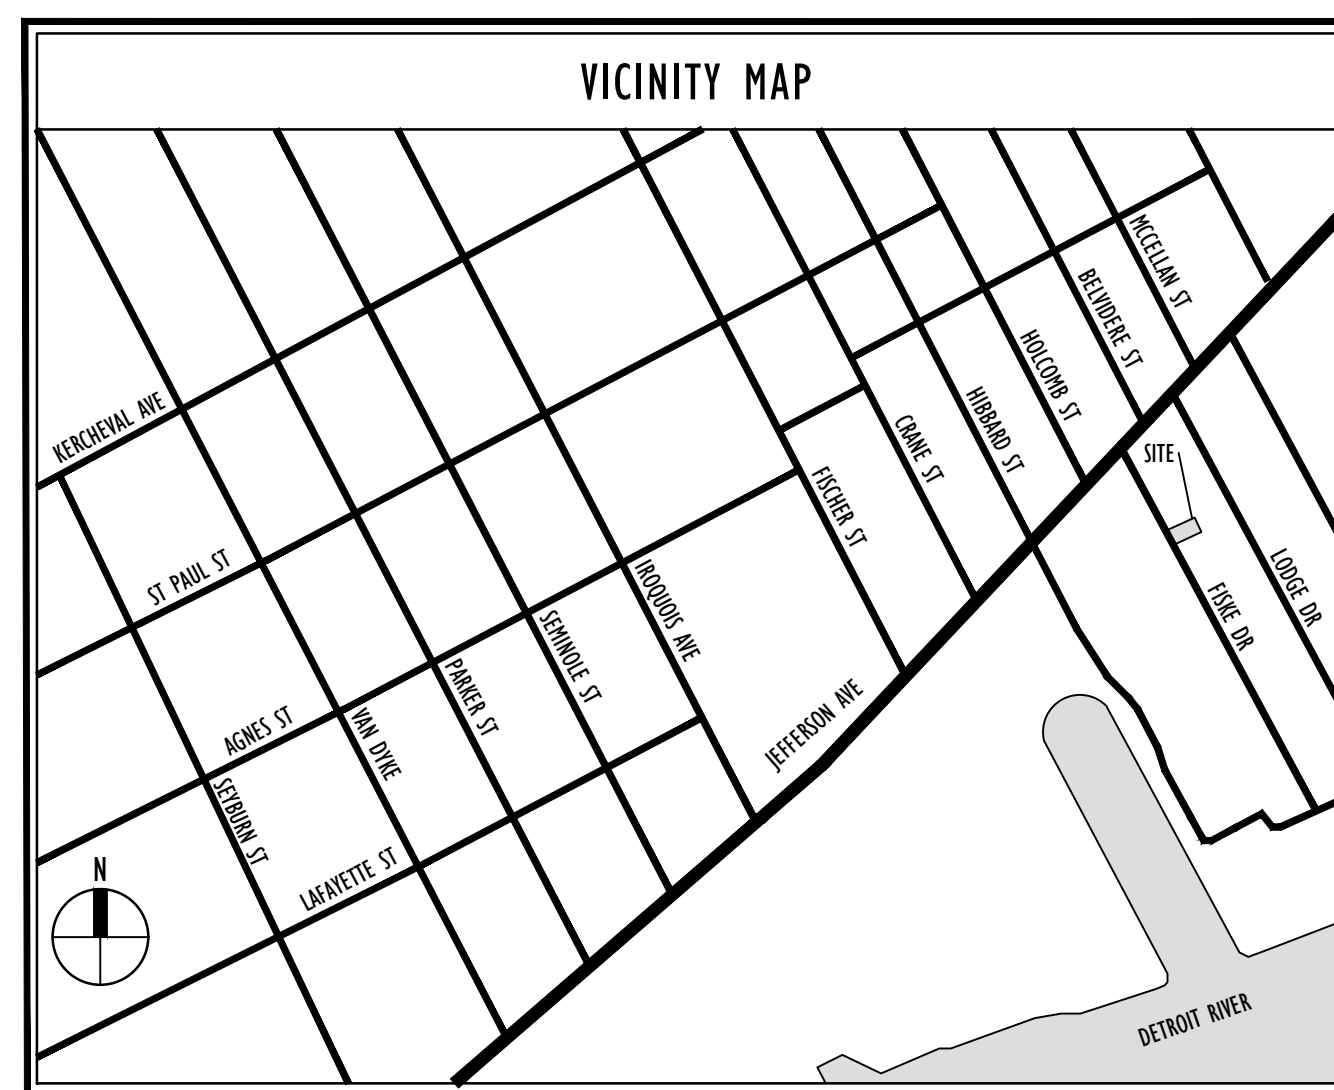 VICINITY MAP
MCCELLAN ST
BELVIDERE ST
HOLCOMB ST
HIBBARD ST
KERCHEVAL AVE
CRANE ST
SITE
FISCHER ST
ST PAUL ST
IROQUOIS AVE
LODGE DR
FISKE DR
SEMINOLE ST
PARKER ST
JEFFERSON AVE
AGNES ST
VAN DYKE
SEYBURN ST
LAFAYETTE ST
N
DETROIT RIVER